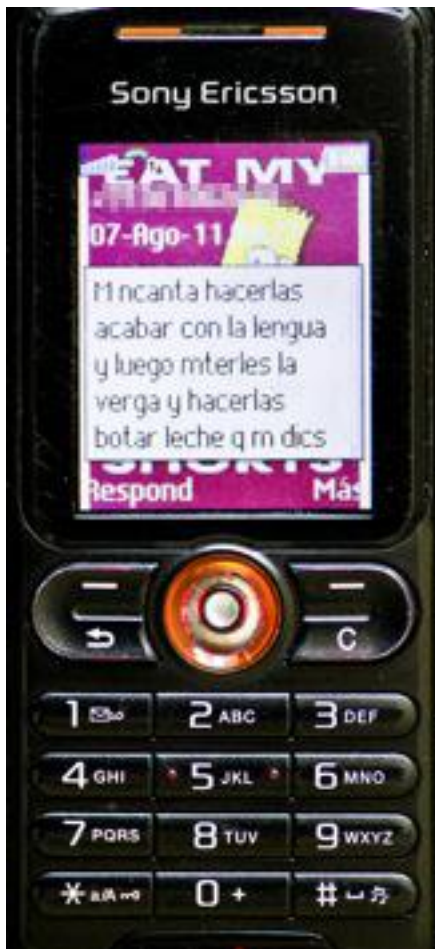 Sony Ericsson
EAT MY
07-Ago-11
M ncanta hacerlas
acabar con la lengua
y luego mterles la
verga y hacerlas
botar leche q m dics
SHORTS
Respond Más
C
1 2 ABC 3 DEF
4 GHI 5 JKL 6 MNO
7 PQRS 8 TUV 9 WXYZ
* a/A 0 + #